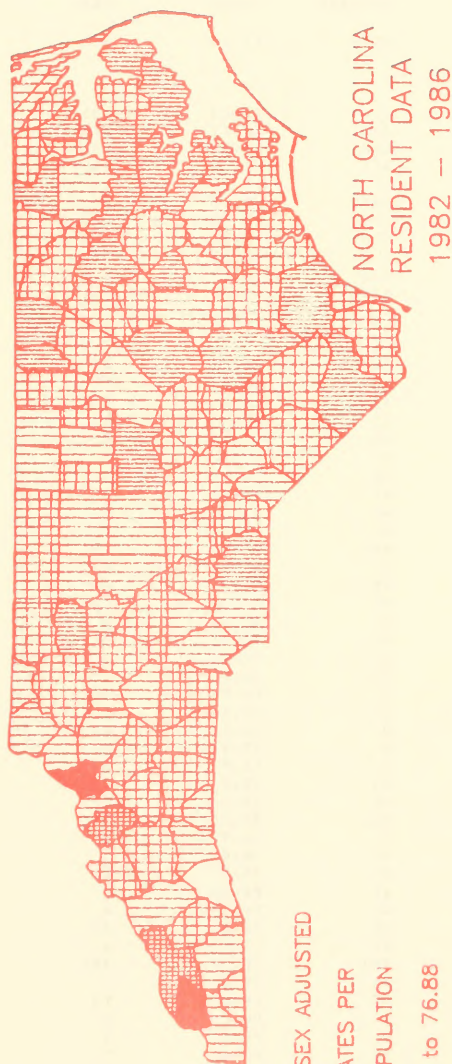 NORTH CAROLINA
RESIDENT DATA
1982 – 1986
SEX ADJUSTED
ATES PER
PULATION
to 76.88